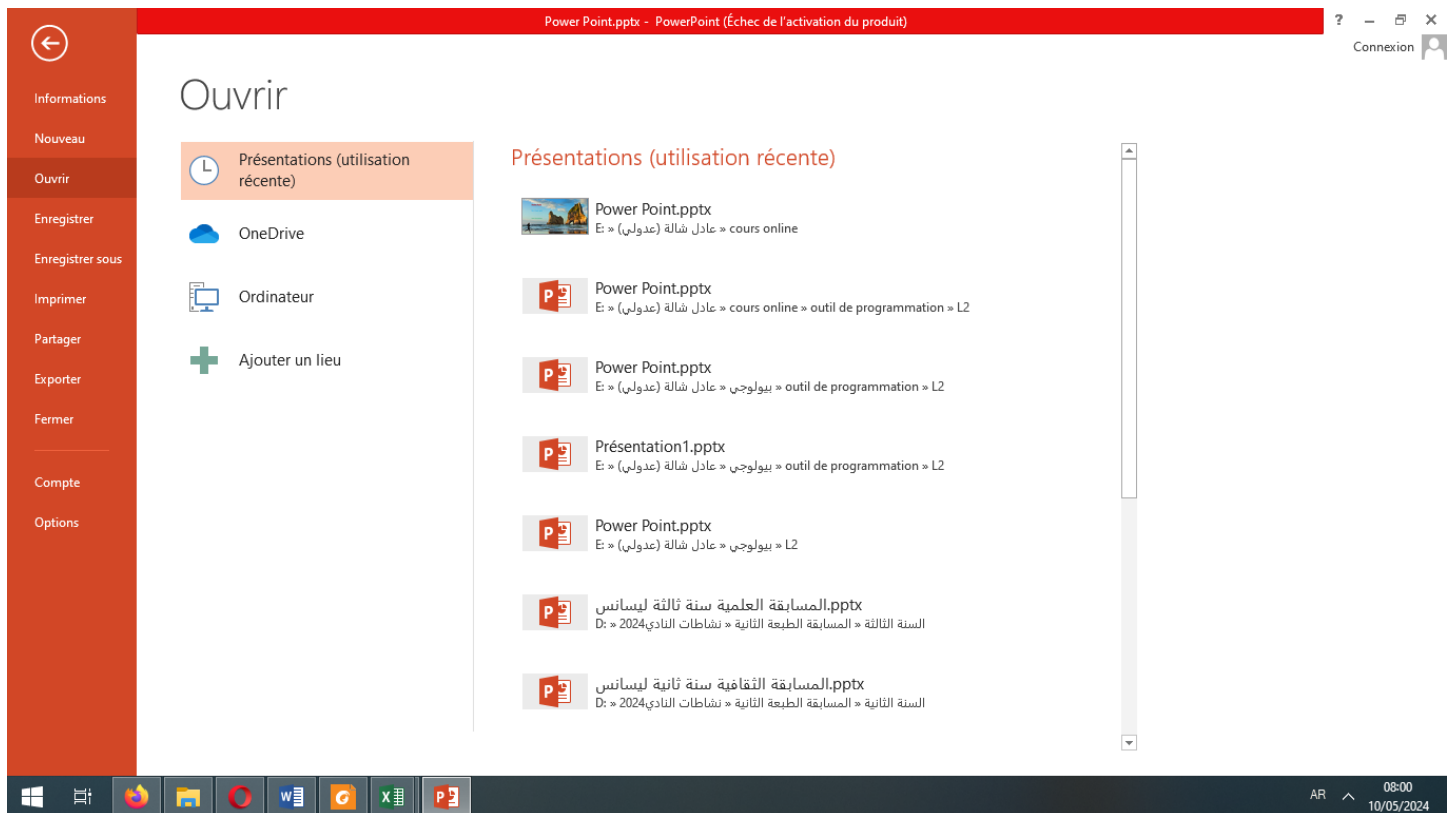 Power Point.pptx - PowerPoint (Échec de l'activation du produit)
?
Connexion
Informations
Nouveau
Ouvrir
Enregistrer
Enregistrer sous
Imprimer
Partager
Exporter
Fermer
Compte
Options
Ouvrir
Présentations (utilisation
récente)
OneDrive
Ordinateur
Ajouter un lieu
Présentations (utilisation récente)
Power Point.pptx
E: » عادل شالة (عدولي) » cours online
Power Point.pptx
E: » عادل شالة (عدولي) » cours online » outil de programmation » L2
Power Point.pptx
E: » بيولوجي » عادل شالة (عدولي) » outil de programmation » L2
Présentation1.pptx
E: » بيولوجي » عادل شالة (عدولي) » outil de programmation » L2
Power Point.pptx
E: » بيولوجي » عادل شالة (عدولي) » L2
المسابقة العلمية سنة ثالثة ليسانس.pptx
D: » نشاطات النادي2024 » المسابقة الطبعة الثانية » السنة الثالثة
المسابقة الثقافية سنة ثانية ليسانس.pptx
D: » نشاطات النادي2024 » المسابقة الطبعة الثانية » السنة الثانية
AR
08:00
10/05/2024